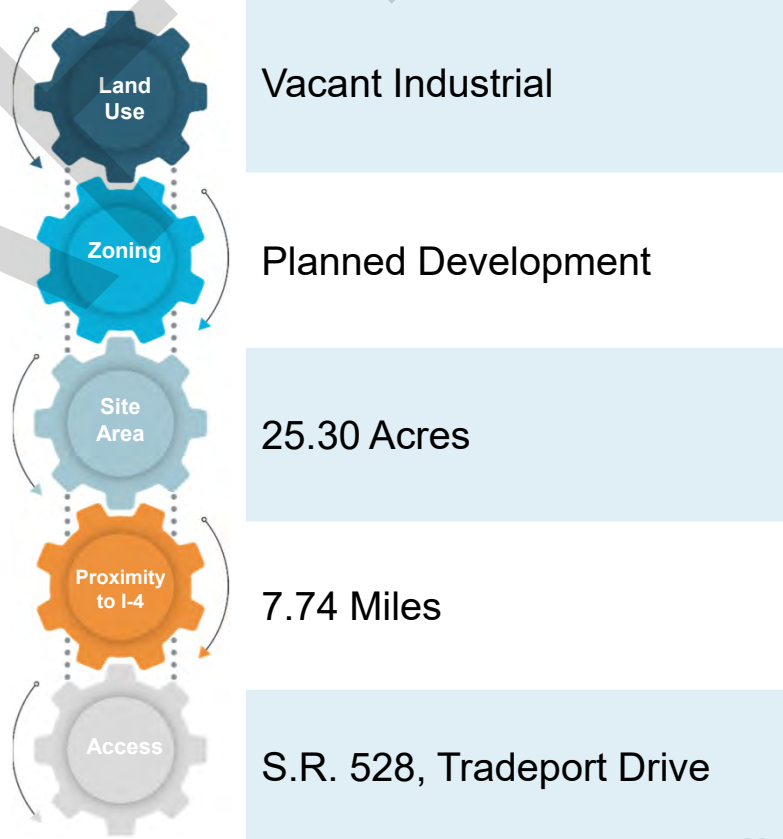 Land
Use
Vacant Industrial
Zoning
Planned Development
Site
Area
25.30 Acres
Proximity
to I-4
7.74 Miles
Access
S.R. 528, Tradeport Drive